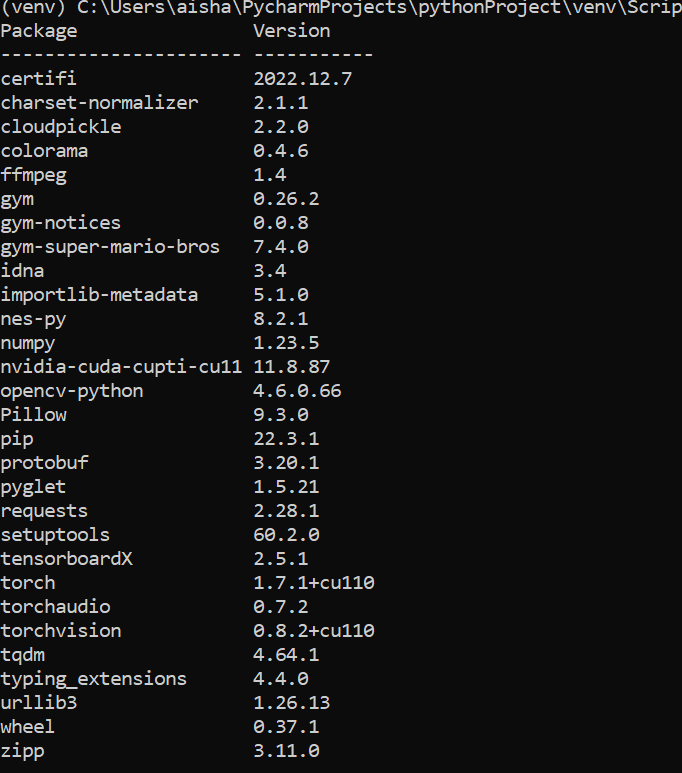 (venv) C:\Users\aisha\PycharmProjects\pythonProject\venv\Scrip
Package                Version
---------------------- -----------
certifi                2022.12.7
charset-normalizer     2.1.1
cloudpickle            2.2.0
colorama               0.4.6
ffmpeg                 1.4
gym                    0.26.2
gym-notices            0.0.8
gym-super-mario-bros   7.4.0
idna                   3.4
importlib-metadata     5.1.0
nes-py                 8.2.1
numpy                  1.23.5
nvidia-cuda-cupti-cu11 11.8.87
opencv-python          4.6.0.66
Pillow                 9.3.0
pip                    22.3.1
protobuf               3.20.1
pyglet                 1.5.21
requests               2.28.1
setuptools             60.2.0
tensorboardX           2.5.1
torch                  1.7.1+cu110
torchaudio             0.7.2
torchvision            0.8.2+cu110
tqdm                   4.64.1
typing_extensions      4.4.0
urllib3                1.26.13
wheel                  0.37.1
zipp                   3.11.0